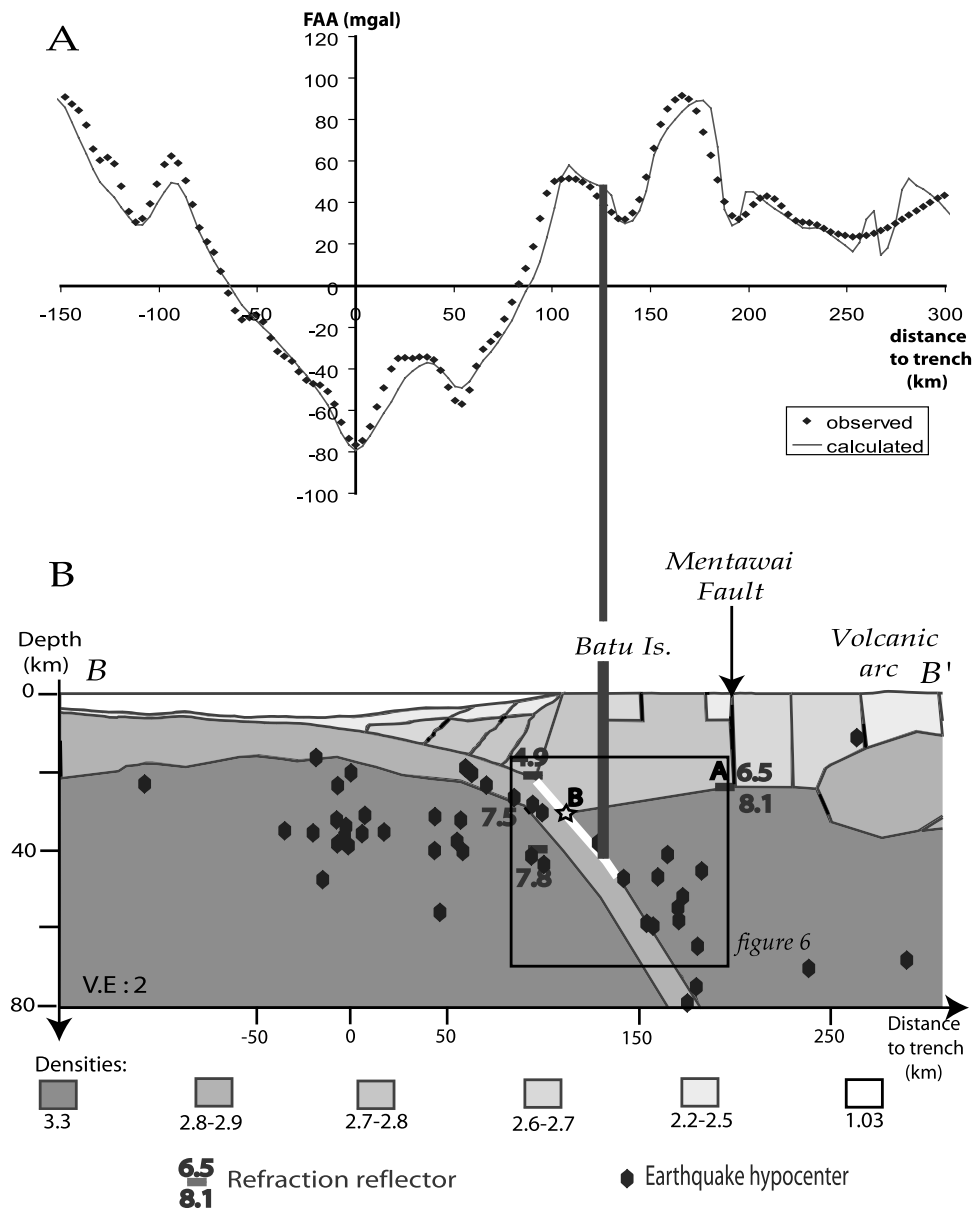 A
FAA (mgal)
120
100
80
60
40
20
0
-20
-40
-60
-80
-100
-150 -100 -50 0 50 100 150 200 250 300
distance
to trench
(km)
observed
calculated
B
Mentawai
Fault
Depth
(km)
B
Batu Is.
Volcanic
arc
B'
0
40
80
4.9
7.5
7.8
B
A
6.5
8.1
figure 6
V.E : 2
-50 0 50 150 250
Distance
to trench
(km)
Densities:
3.3 2.8-2.9 2.7-2.8 2.6-2.7 2.2-2.5 1.03
6.5
8.1
Refraction reflector
Earthquake hypocenter